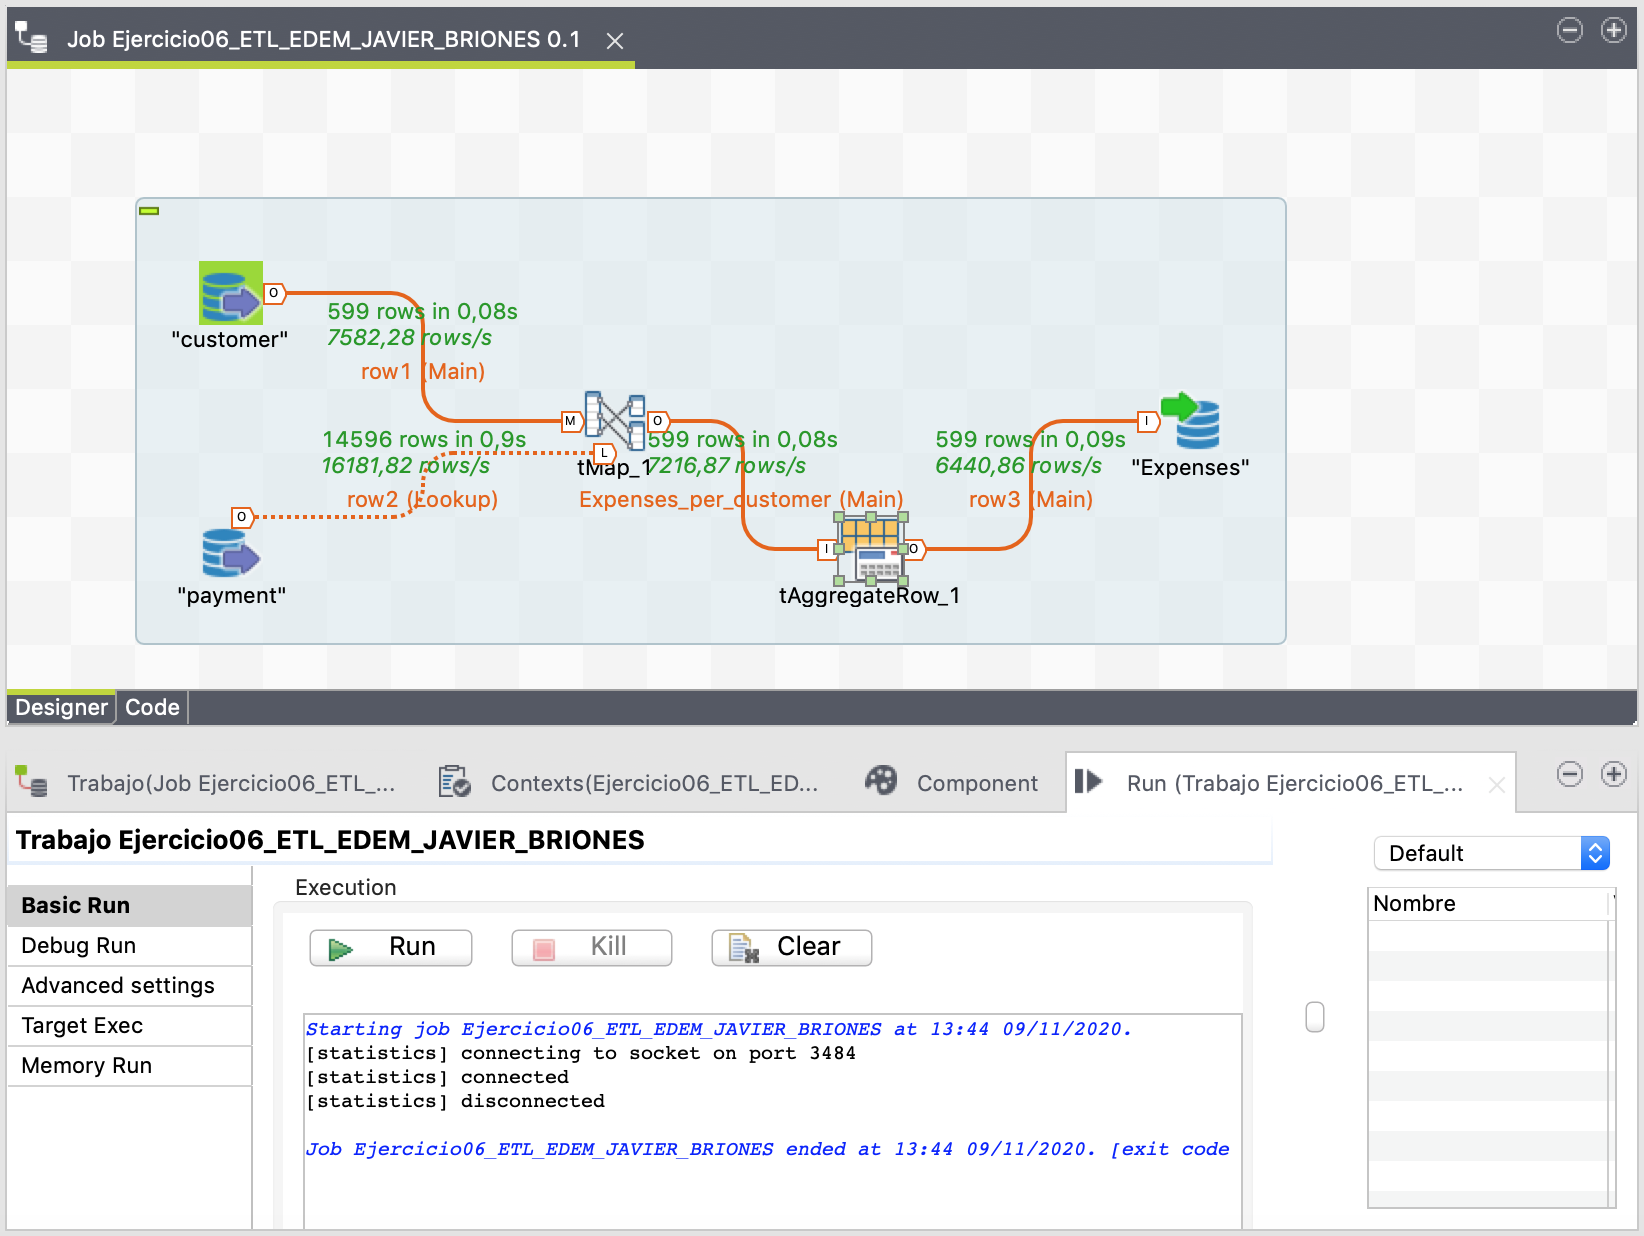 Job Ejercicio06_ETL_EDEM_JAVIER_BRIONES 0.1
O
"customer"
599 rows in 0,08s
7582,28 rows/s
row1 (Main)
M
O
L
tMap_1
14596 rows in 0,9s
16181,82 rows/s
row2 (Lookup)
O
"payment"
599 rows in 0,08s
7216,87 rows/s
Expenses_per_customer (Main)
I
O
tAggregateRow_1
599 rows in 0,09s
6440,86 rows/s
row3 (Main)
I
"Expenses"
Designer
Code
Trabajo(Job Ejercicio06_ETL_...
Contexts(Ejercicio06_ETL_ED...
Component
Run (Trabajo Ejercicio06_ETL_...
Trabajo Ejercicio06_ETL_EDEM_JAVIER_BRIONES
Default
Basic Run
Debug Run
Advanced settings
Target Exec
Memory Run
Execution
Run
Kill
Clear
Nombre
Starting job Ejercicio06_ETL_EDEM_JAVIER_BRIONES at 13:44 09/11/2020.
[statistics] connecting to socket on port 3484
[statistics] connected
[statistics] disconnected
Job Ejercicio06_ETL_EDEM_JAVIER_BRIONES ended at 13:44 09/11/2020. [exit code